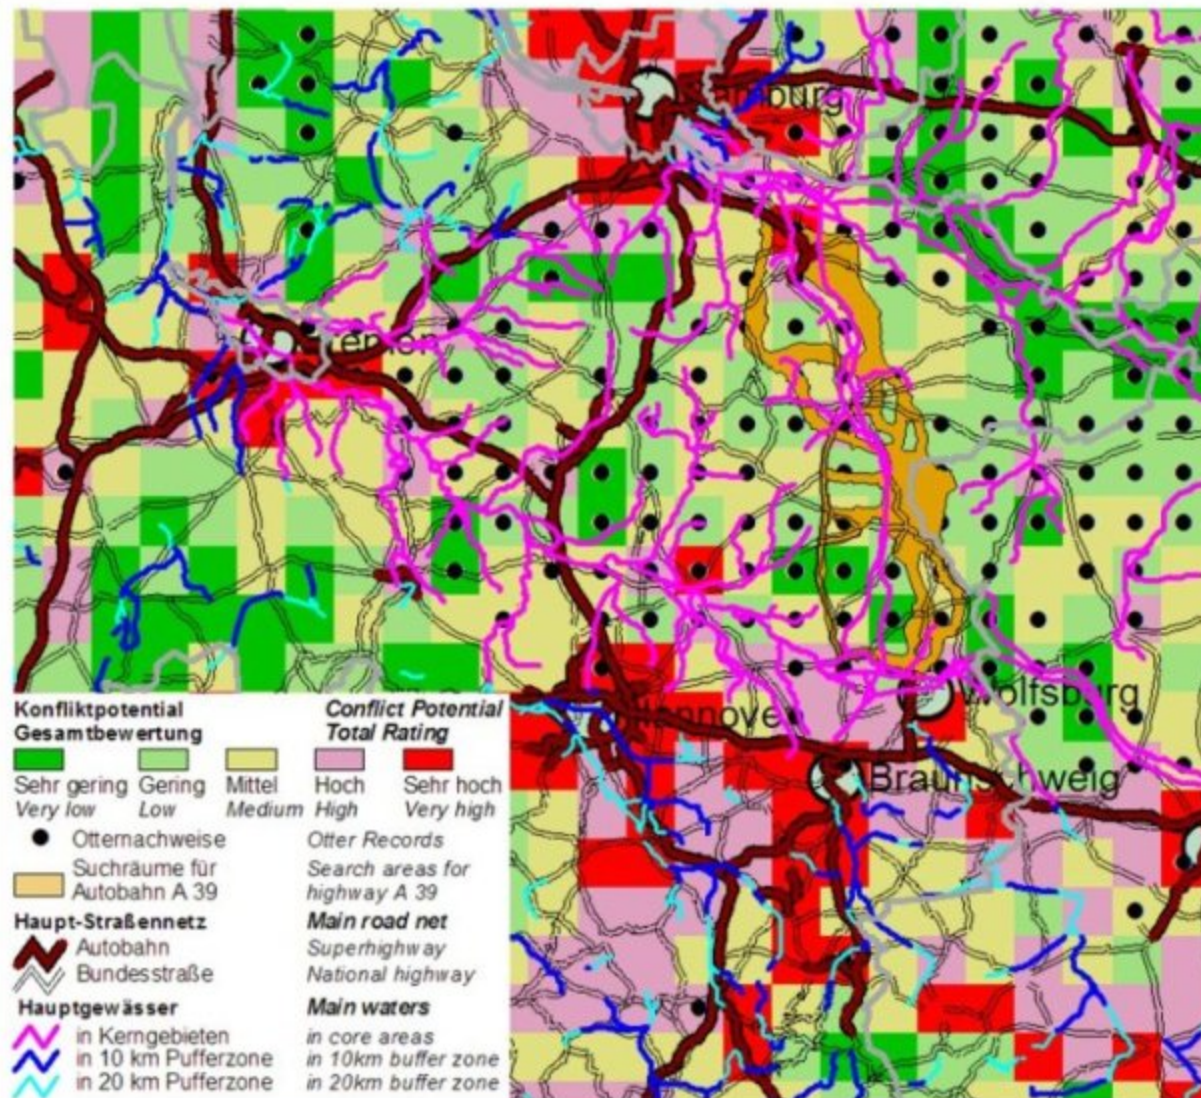 Hamburg
Bremen
Wolfsburg
Hannover
Braunschweig
Konfliktpotential Conflict Potential
Gesamtbewertung Total Rating
Sehr gering Gering Mittel Hoch Sehr hoch
Very low Low Medium High Very high
Otternachweise Otter Records
Suchräume für Search areas for
Autobahn A 39 highway A 39
Haupt-Straßennetz Main road net
Autobahn Superhighway
Bundesstraße National highway
Hauptgewässer Main waters
in Kerngebieten in core areas
in 10 km Pufferzone in 10km buffer zone
in 20 km Pufferzone in 20km buffer zone